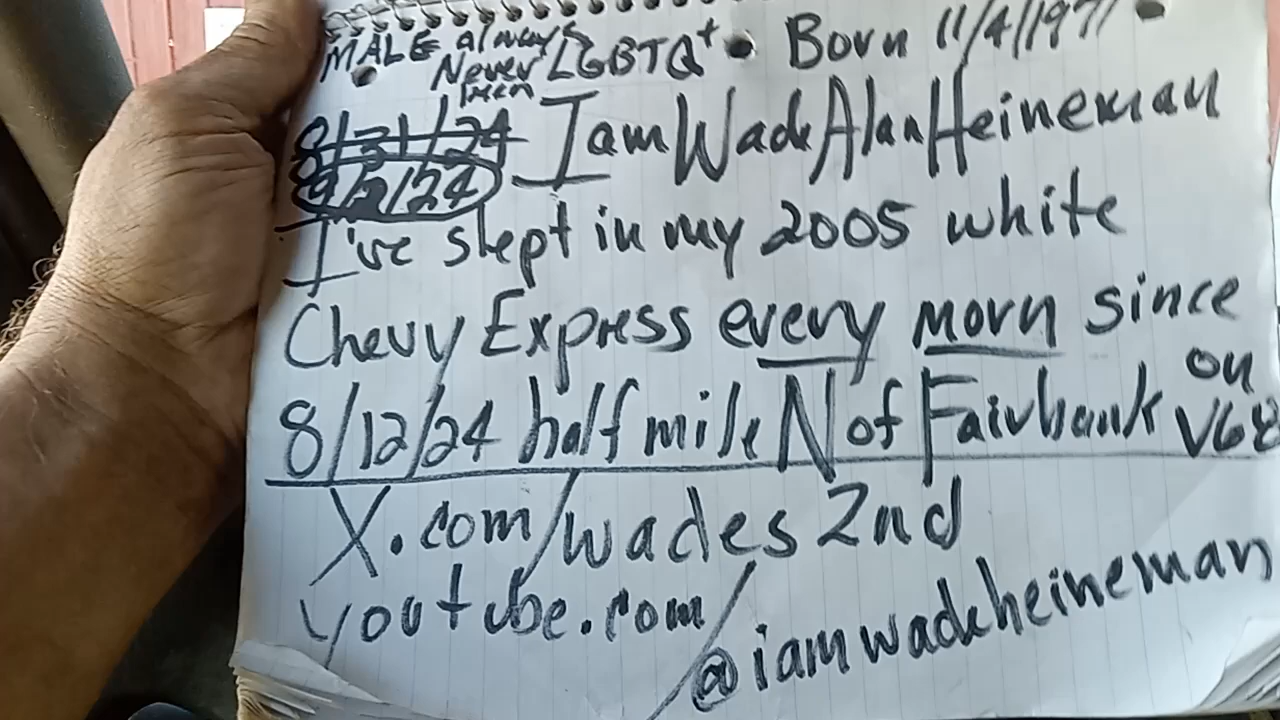 MALE always LGBTQ+ • Born 11/4/1971
Never been
8/31/24 I am Wade Alan Heineman
9/2/24
I've slept in my 2005 white
Chevy Express every morn since
8/12/24 half mile N of Fairbank on V68
X.com/wades2nd
youtube.com/
@iamwadeheineman